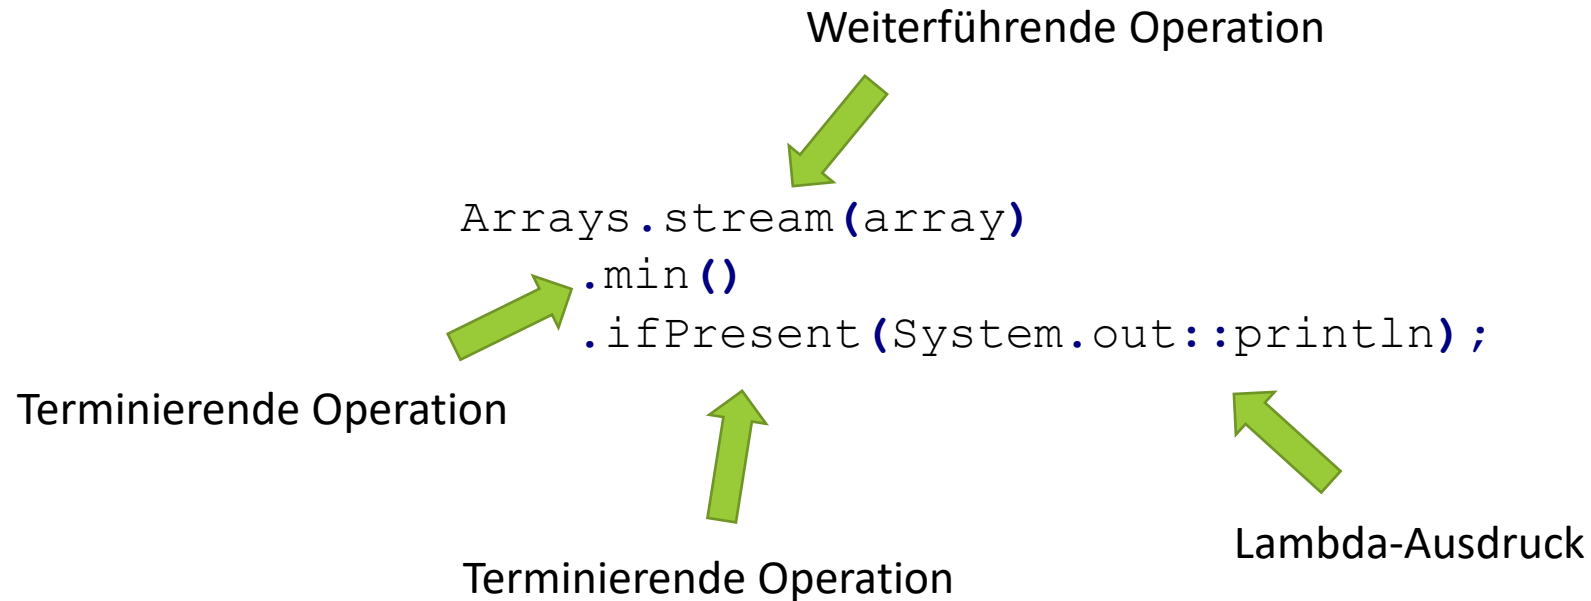 Weiterführende Operation
Arrays.stream(array)
.min()
.ifPresent(System.out::println);
Terminierende Operation
Lambda-Ausdruck
Terminierende Operation